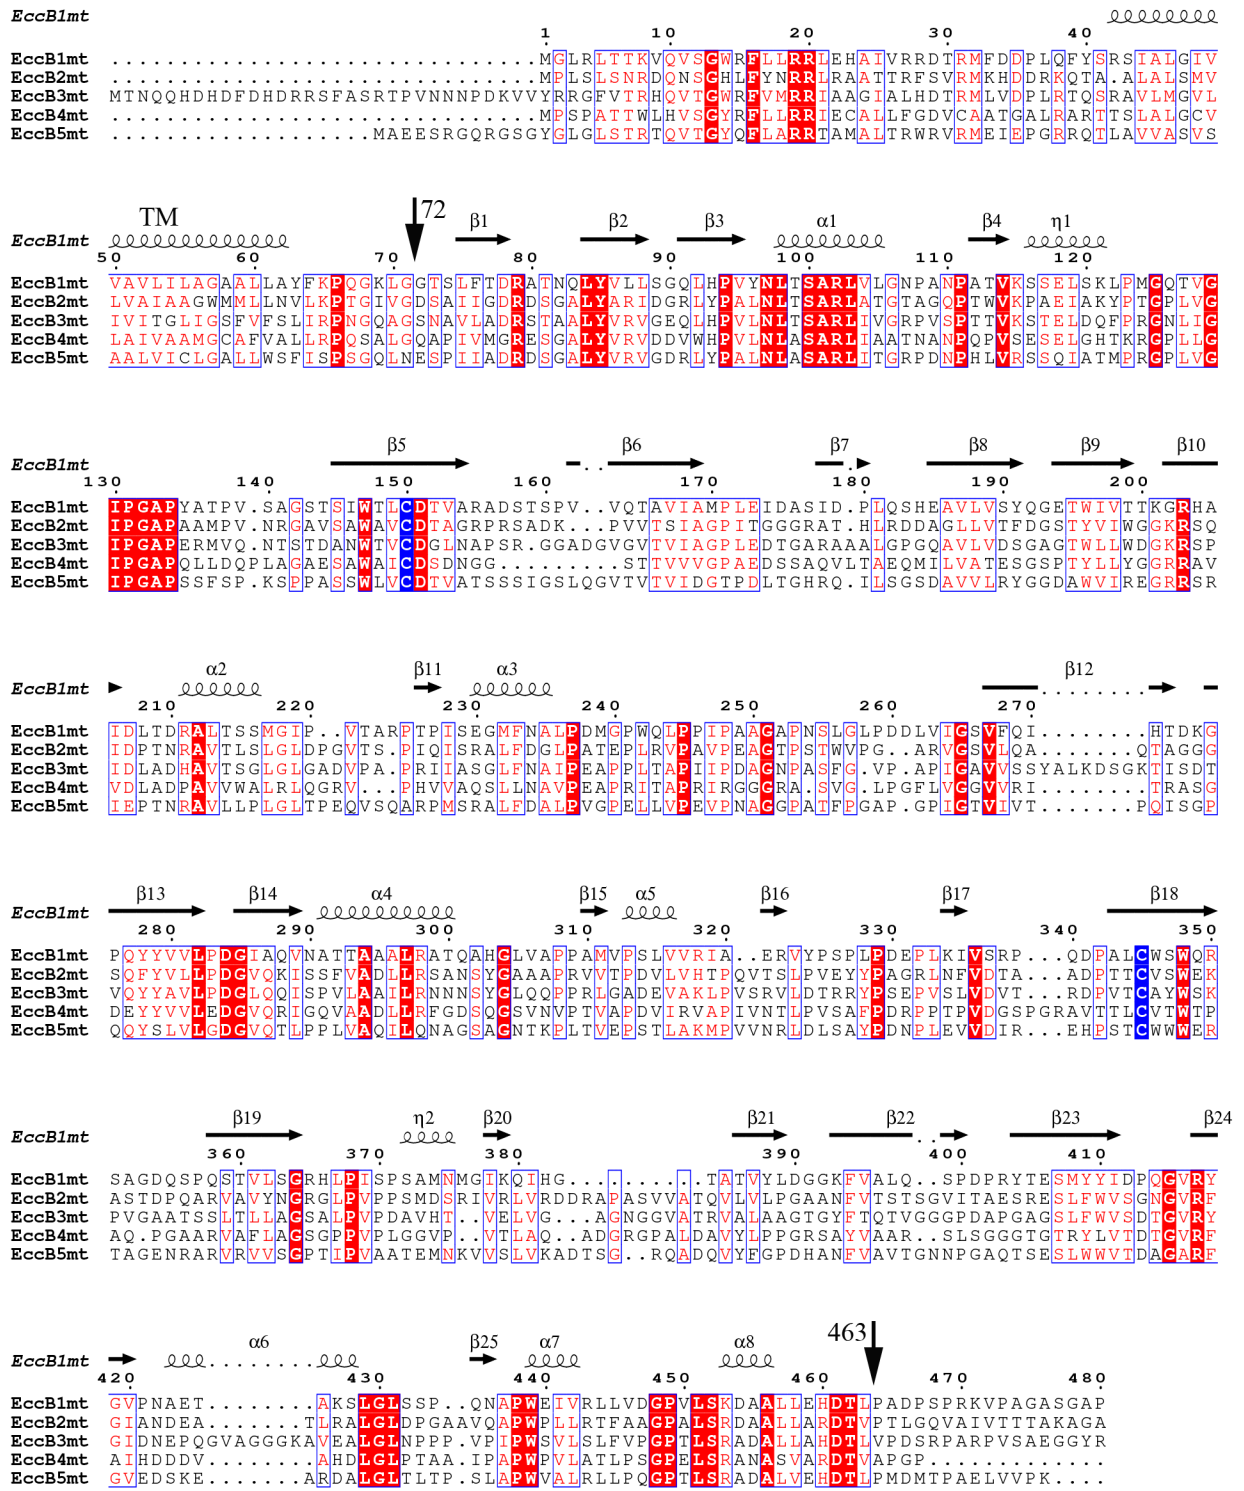 EccB1mt
1 10 20 30 40
EccB1mt ...............................MGLRLTTKVQVSGWRFLLRRLEHAIVRRDTRMFDDPLQFYSRSIALGIV
EccB2mt ...............................MPLSLSNRDQNSGHLFYNRRLRAATTRFSVRMKHDDRKQTA.ALALSMV
EccB3mt MTNQQHDHDFDHDRRSFASRTPVNNNPDKVVYRRGFVTRHQVTGWRFVMRRIAAGIALHDTRMLVDPLRTQSRAVLMGVL
EccB4mt ...............................MPSPATTWLHVSGYRFLLRRIECALLFGDVCAATGALRARTTSLALGCV
EccB5mt ...................MAEESRGQRGSGYGLGLSTRTQVTGYQFLARRTAMALTRWRVRMEIEPGRRQTLAVVASVS
TM 72 β1 β2 β3 α1 β4 η1
EccB1mt
50 60 70 80 90 100 110 120
EccB1mt VAVLILAGAALLAYFKPQGKLGGTSLFTDRATNQLYVLLSGQLHPVYNLTSARLVLGNPANPATVKSSELSKLPMGQTVG
EccB2mt LVAIAAGWMMLLNVLKPTGIVGDSAIIGDRDSGALYARIDGRLYPALNLTSARLITGTAGQPTWVKPAEIAKYPTGPLVG
EccB3mt IVITGLIGSFVFSLIRPNGQAGSNAVLADRSTAALYVRVGEQLHPVLNLTSARLIVGRPVSPTTVKSTELDQFPRGNLIG
EccB4mt LAIVAAMGCAFVALLRPQSALGQAPIVMGRESGALYVRVDDVWHPVLNLTSARLIAATNANPQPVSESELGHTKRGPLLG
EccB5mt AALVICLGALLWSFISPSGQLNESPIIADRDSGALYVRVGDRLYPALNLASARLITGRPDNPHLVRSSQIATMPRGPLVG
β5 β6 β7 β8 β9 β10
EccB1mt
130 140 150 160 170 180 190 200
EccB1mt IPGAPYATPV.SAGSTSIWTLCDTVARADSTSPV..VQTAVIAMPLEIDASID.PLQSHEAVLVSYQGETWIVTTKGRHA
EccB2mt IPGAPAAMPV.NRGAVSAWAVCDTAGRPRSADK...PVVTSIAGPITGGGRAT.HLRDDAGLLVTFDGSTYVIWGGKRSQ
EccB3mt IPGAPERMVQ.NTSTDANWTVCDGLNAPSR.GGADGVGVTVIAGPLEDTGARAAALGPGQAVLVDSGAGTWLLWDGKRSP
EccB4mt IPGAPQLLDQPLAGAESAWAICDSDNGG.........STTVVVGPAEDSSAQVLTAEQMILVATESGSPTYLLYGGRRAV
EccB5mt IPGAPSSFSP.KSPPASSWLVCDTVATSSSIGSLQGVTVTVIDGTPDLTGHRQ.ILSGSDAVVLRYGGDAWVIREGRRSR
α2 β11 α3 β12
EccB1mt
210 220 230 240 250 260 270
EccB1mt IDLTDRALTSSMGIP..VTARPTPISEGMFNALPDMGPWQLPPIPAAGAPNSLGLPDDLVIGSVFQI........HTDKG
EccB2mt IDPTNRAVTLSLGLDPGVTS.PIQISRALFDGLPATEPLRVPAVPEAGTPSTWVPG..ARVGSVLQA........QTAGG
EccB3mt IDLADHAVTSGLGLGADVPA.PRIIASGLFNAIPEAPPLTAPIIPDAGNPASFG.VP.APIGAVVSSYALKDSGKTISDT
EccB4mt VDLADPAVVWALRLQGRV...PHVVAQSLLNAVPEAPRITAPRIRGGGRA.SVG.LPGFLVGGVVRI........TRASG
EccB5mt IEPTNRAVLLPLGLTPEQVSQARPMSRALFDALPVGPELLVPEVPNAGGPATFPGAP.GPIGTVIVT........PQISGP
β13 β14 α4 β15 α5 β16 β17 β18
EccB1mt
280 290 300 310 320 330 340 350
EccB1mt PQYYVVLPDGIAQVNATTAAALRATQAHGLVAPPAMVPSLVVRIA..ERVYPSPLPDEPLKIVSRP...QDPALCWSWQR
EccB2mt SQFYVLLPDGVQKISSFVADLLRSANSYGAAAPRVVTPDVLVHTPQVTSLPVEYYPAGRLNFVDTA...ADPTTCVSWEK
EccB3mt VQYYAVLPDGLQQISPVLAAILRNNNSYGLQQPPRLGADEVAKLPVSRVLDTRRYPSEPVSLVDVT...RDPVTCAYWSK
EccB4mt DEYYVVLEDGVQRIGQVAADLLRFGDSQGSVNVPTVAPDVIRVAPIVNTLPVSAFPDRPPTPVDGSPGRAVTTLCVTWTP
EccB5mt QQYSLVLGDGVQTLPPLVAQILQNAGSAGNTKPLTVEPSTLAKMPVVNRLDLSAYPDNPLEVVDIR...EHPSTCWWWER
β19 η2 β20 β21 β22 β23 β24
EccB1mt
360 370 380 390 400 410
EccB1mt SAGDQSPQSTVLSGRHLPISPSAMNMGIKQIHG..........TATVYLDGGKFVALQ..SPDPRYTESMYYIDPQGVRY
EccB2mt ASTDPQARVAVYNGRGLPVPPSMDSRIVRLVRDDRAPASVVATQVLVLPGAANFVTSTSGVITAESRESLFWVSGNGVRF
EccB3mt PVGAATSSLTLLAGSALPVPDAVHT..VELVG...AGNGGVATRVALAAGTGYFTQTVGGGPDAPGAGSLFWVSDTGVRY
EccB4mt AQ.PGAARVAFLAGSGPPVPLGGVP..VTLAQ..ADGRGPALDAVYLPPGRSAYVAAR..SLSGGGTGTRYLVTDTGVRF
EccB5mt TAGENRARVRVVSGPTIPVAATEMNKVVSLVKADTSG..RQADQVYFGPDHANFVAVTGNNPGAQTSESLWWVTDAGARF
α6 β25 α7 α8 463
EccB1mt
420 430 440 450 460 470 480
EccB1mt GVPNAET........AKSLGLSSP..QNAPWEIVRLLVDGPVLSKDAALLEHDTLPADPSPRKVPAGASGAP
EccB2mt GIANDEA........TLRALGLDPGAAVQAPWPLLRTFAAGPALSRDAALLARDTVPTLGQVAIVTTTAKAGA
EccB3mt GIDNEPQGVAGGGKAVEALGLNPPP.VPIPWSVLSLFVPGPTLSRADALLAHDTLVPDSRPARPVSAEGGYR
EccB4mt AIHDDDV........AHDLGLPTAA.IPAPWPVLATLPSGPELSRANASVARDTVAPGP.............
EccB5mt GVEDSKE........ARDALGLTLTP.SLAPWVALRLLPQGPTLSRADALVEHDTLPMDMTPAELVVPK....